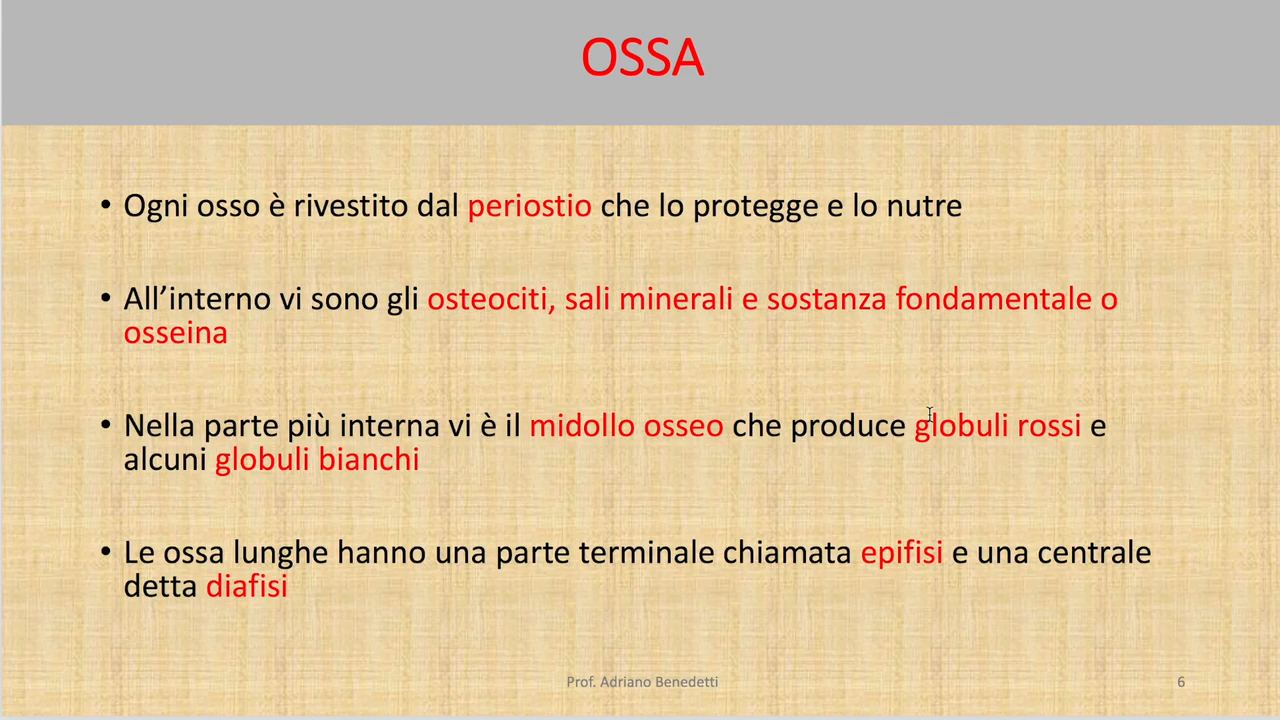 OSSA
• Ogni osso è rivestito dal periostio che lo protegge e lo nutre
• All’interno vi sono gli osteociti, sali minerali e sostanza fondamentale o
osseina
• Nella parte più interna vi è il midollo osseo che produce globuli rossi e
alcuni globuli bianchi
• Le ossa lunghe hanno una parte terminale chiamata epifisi e una centrale
detta diafisi
Prof. Adriano Benedetti
6